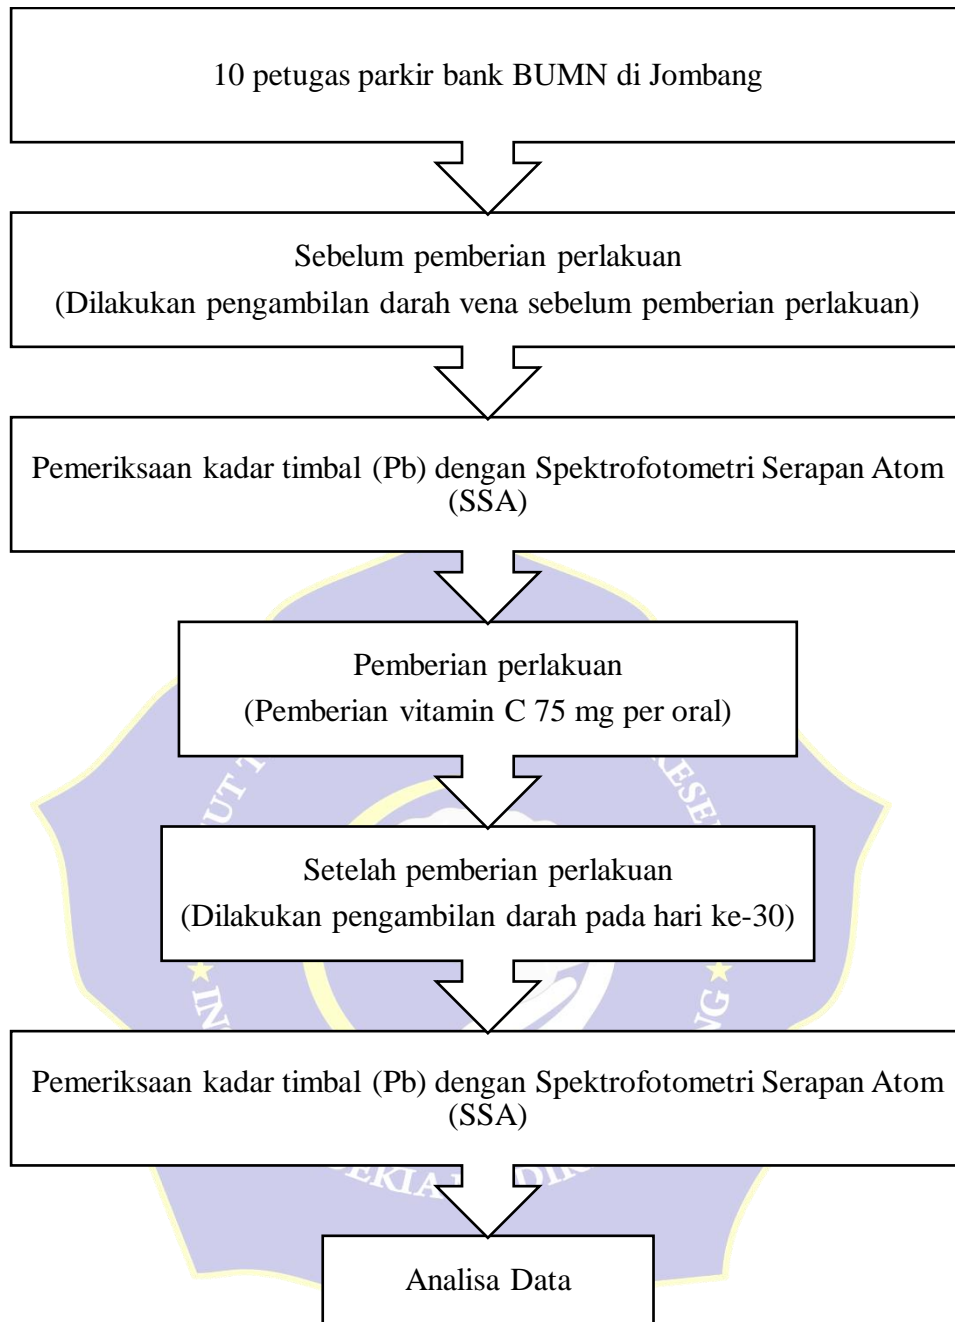 10 petugas parkir bank BUMN di Jombang
Sebelum pemberian perlakuan
(Dilakukan pengambilan darah vena sebelum pemberian perlakuan)
Pemeriksaan kadar timbal (Pb) dengan Spektrofotometri Serapan Atom
(SSA)
Pemberian perlakuan
(Pemberian vitamin C 75 mg per oral)
Setelah pemberian perlakuan
(Dilakukan pengambilan darah pada hari ke-30)
Pemeriksaan kadar timbal (Pb) dengan Spektrofotometri Serapan Atom
(SSA)
Analisa Data